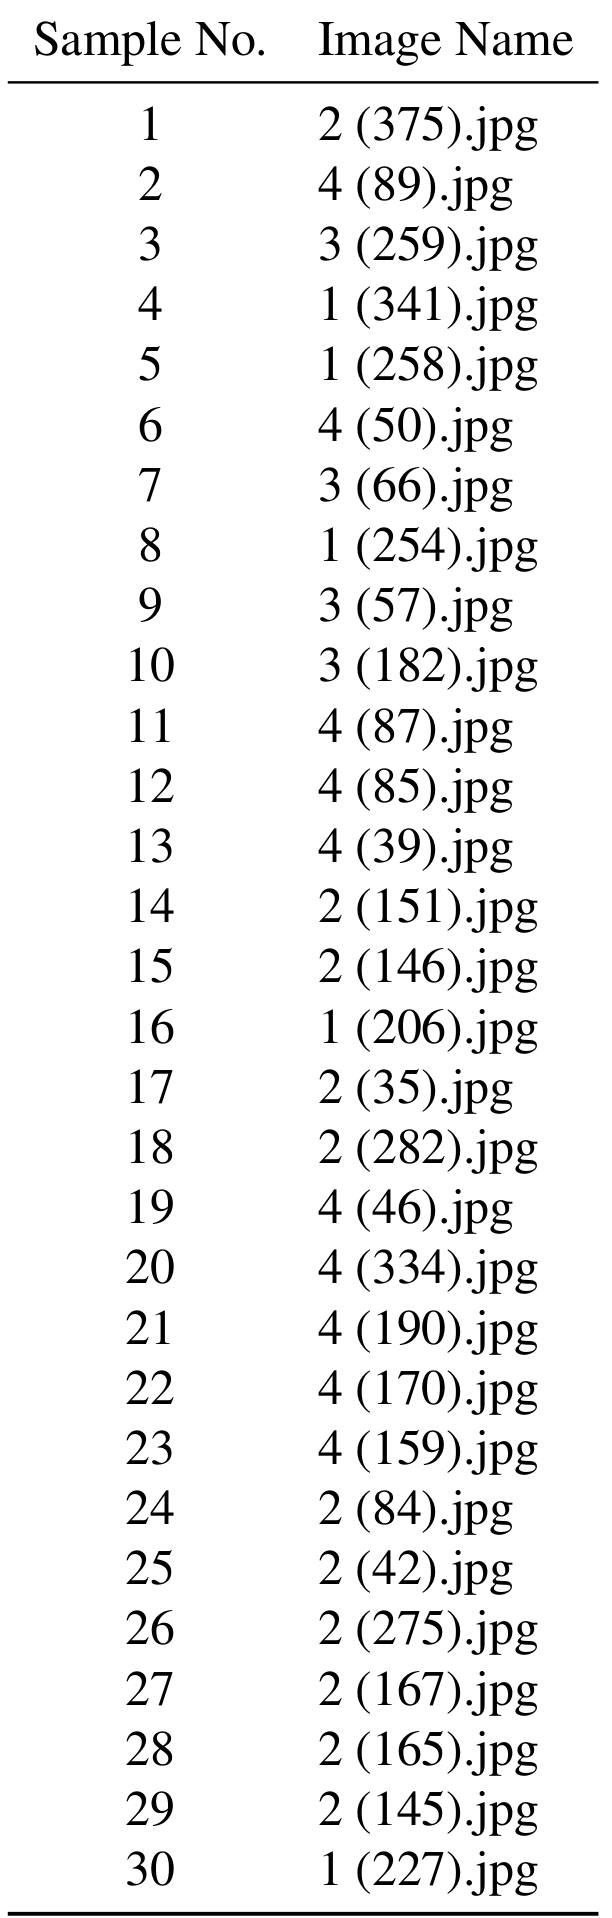 Sample No. Image Name
1 2 (375).jpg
2 4 (89).jpg
3 3 (259).jpg
4 1 (341).jpg
5 1 (258).jpg
6 4 (50).jpg
7 3 (66).jpg
8 1 (254).jpg
9 3 (57).jpg
10 3 (182).jpg
11 4 (87).jpg
12 4 (85).jpg
13 4 (39).jpg
14 2 (151).jpg
15 2 (146).jpg
16 1 (206).jpg
17 2 (35).jpg
18 2 (282).jpg
19 4 (46).jpg
20 4 (334).jpg
21 4 (190).jpg
22 4 (170).jpg
23 4 (159).jpg
24 2 (84).jpg
25 2 (42).jpg
26 2 (275).jpg
27 2 (167).jpg
28 2 (165).jpg
29 2 (145).jpg
30 1 (227).jpg